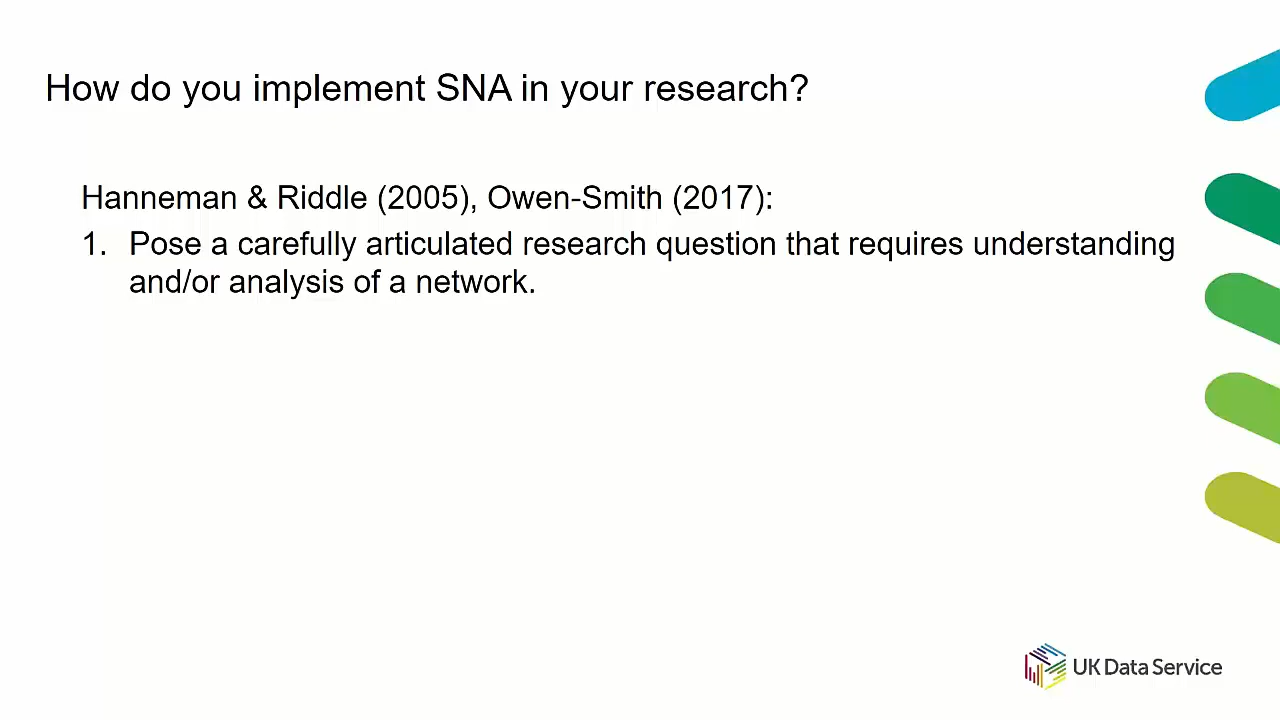 How do you implement SNA in your research?
Hanneman & Riddle (2005), Owen-Smith (2017):
1. Pose a carefully articulated research question that requires understanding
and/or analysis of a network.
UK Data Service